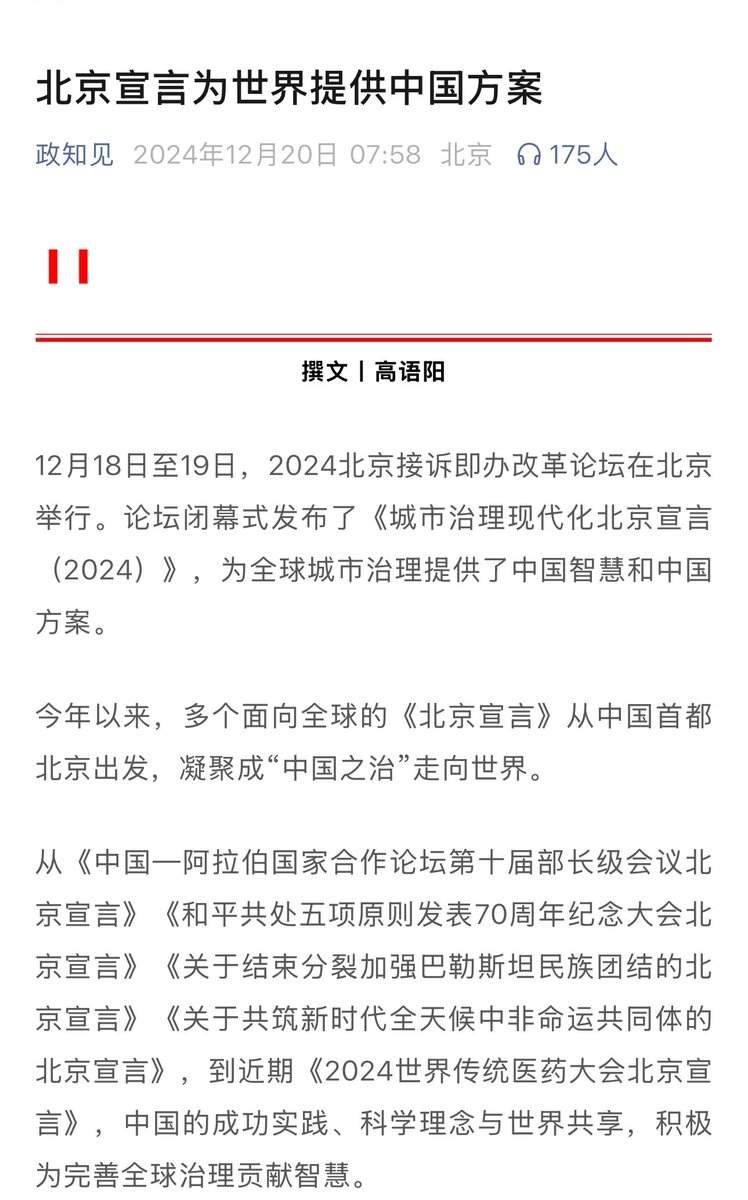 北京宣言为世界提供中国方案
政知见 2024年12月20日 07:58 北京 175人
撰文丨高语阳
12月18日至19日，2024北京接诉即办改革论坛在北京
举行。论坛闭幕式发布了《城市治理现代化北京宣言
（2024）》，为全球城市治理提供了中国智慧和中国
方案。
今年以来，多个面向全球的《北京宣言》从中国首都
北京出发，凝聚成“中国之治”走向世界。
从《中国—阿拉伯国家合作论坛第十届部长级会议北
京宣言》《和平共处五项原则发表70周年纪念大会北
京宣言》《关于结束分裂加强巴勒斯坦民族团结的北
京宣言》《关于共筑新时代全天候中非命运共同体的
北京宣言》，到近期《2024世界传统医药大会北京宣
言》，中国的成功实践、科学理念与世界共享，积极
为完善全球治理贡献智慧。